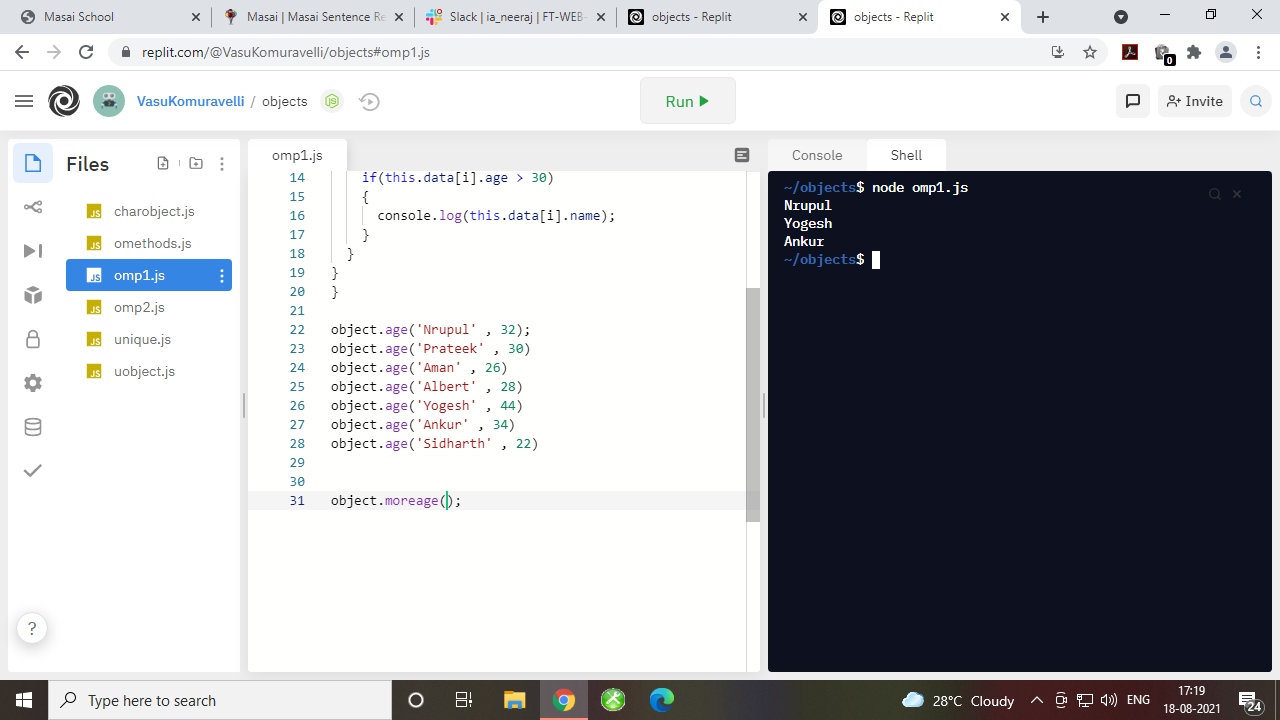 Masai School
Masai | Masai Sentence Re
Slack | ia_neeraj | FT-WEB-
objects - Replit
objects - Replit
replit.com/@VasuKomuravelli/objects#omp1.js
0
VasuKomuravelli / objects
Run
Invite
Files
charobject.js
omethods.js
omp1.js
omp2.js
unique.js
uobject.js
omp1.js
14 if(this.data[i].age > 30)
15 {
16 console.log(this.data[i].name);
17 }
18 }
19 }
20 }
21
22 object.age('Nrupul' , 32);
23 object.age('Prateek' , 30)
24 object.age('Aman' , 26)
25 object.age('Albert' , 28)
26 object.age('Yogesh' , 44)
27 object.age('Ankur' , 34)
28 object.age('Sidharth' , 22)
29
30
31 object.moreage();
Console
Shell
~/objects$ node omp1.js
Nrupul
Yogesh
Ankur
~/objects$
?
Type here to search
28°C Cloudy
ENG
17:19
18-08-2021
24